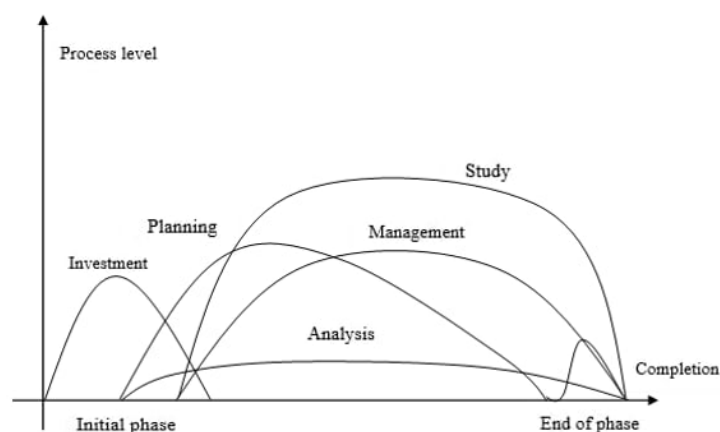 Process level
Study
Planning
Management
Investment
Analysis
Completion
Initial phase
End of phase